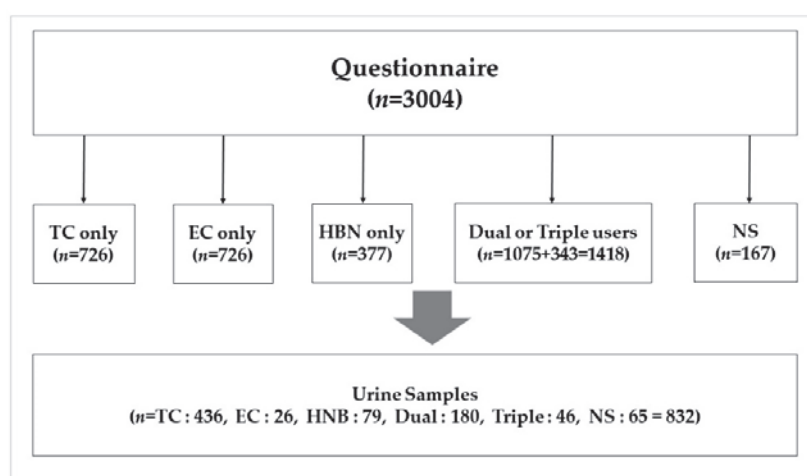 Questionnaire
(n=3004)
TC only
(n=726)
EC only
(n=726)
HBN only
(n=377)
Dual or Triple users
(n=1075+343=1418)
NS
(n=167)
Urine Samples
(n=TC : 436, EC : 26, HNB : 79, Dual : 180, Triple : 46, NS : 65 = 832)